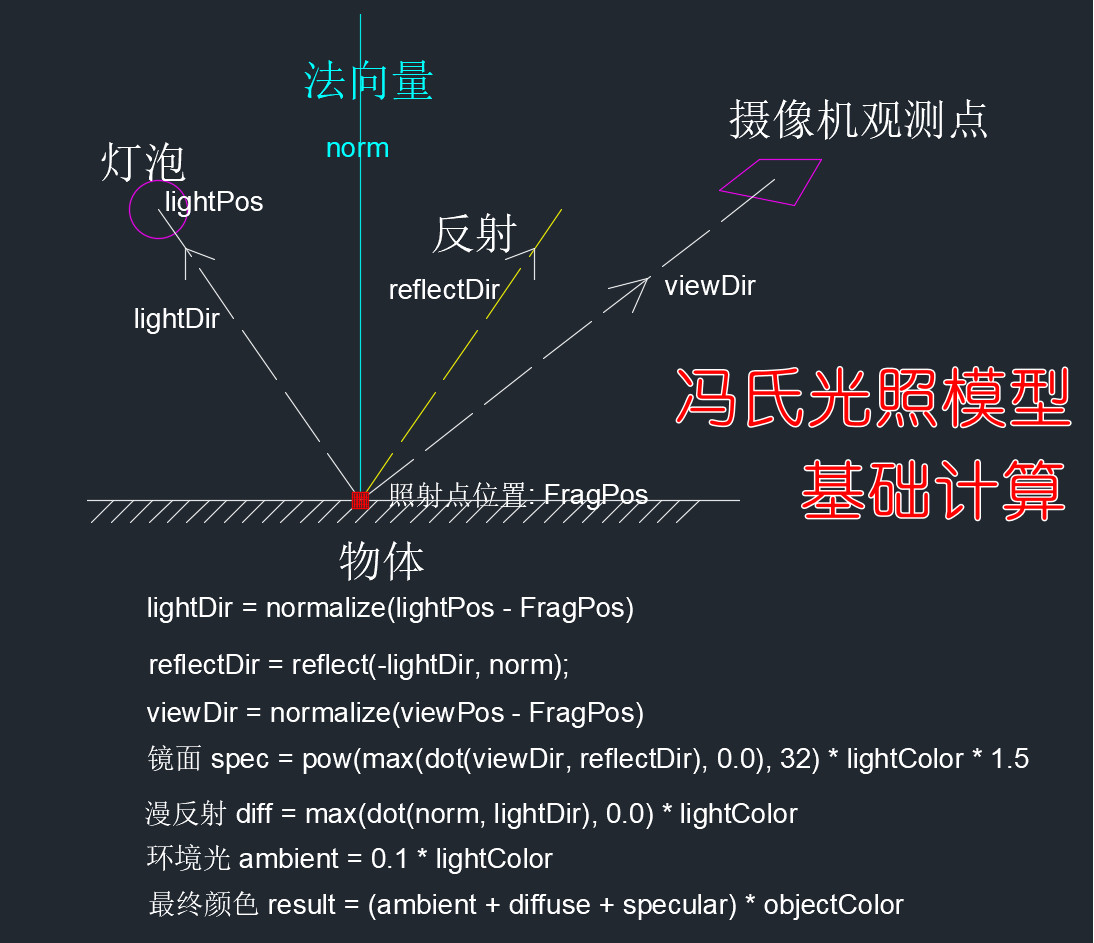 法向量
norm
摄像机观测点
灯泡
lightPos
反射
reflectDir
viewDir
lightDir
冯氏光照模型
基础计算
照射点位置: FragPos
物体
lightDir = normalize(lightPos - FragPos)
reflectDir = reflect(-lightDir, norm);
viewDir = normalize(viewPos - FragPos)
镜面 spec = pow(max(dot(viewDir, reflectDir), 0.0), 32) * lightColor * 1.5
漫反射 diff = max(dot(norm, lightDir), 0.0) * lightColor
环境光 ambient = 0.1 * lightColor
最终颜色 result = (ambient + diffuse + specular) * objectColor